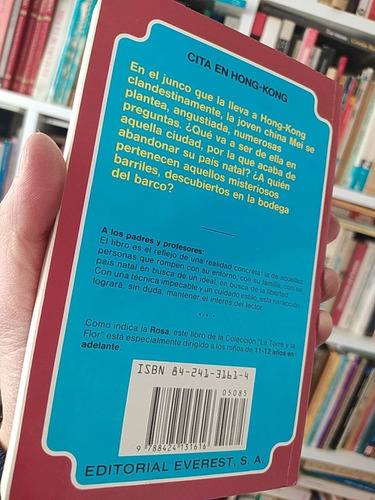 CITA EN HONG-KONG
En el junco que la lleva a Hong-Kong
clandestinamente, la joven china Mei se
plantea, angustiada, numerosas
preguntas. ¿Qué va a ser de ella en
aquella ciudad, por la que acaba de
abandonar su país natal? ¿A quién
pertenecen aquellos misteriosos
barriles, descubiertos en la bodega
del barco?
A los padres y profesores:
El libro es el reflejo de una realidad concreta: la de aquellas
personas que rompen con su entorno, con su familia, con su
país natal en busca de un ideal, en busca de la libertad.
Con una técnica impecable y un cuidado estilo, esta narración
logrará, sin duda, mantener el interés del lector.
• • •
Como indica la Rosa, este libro de la Colección "La Torre y la
Flor" está especialmente dirigido a los niños de 11-12 años en
adelante.
ISBN 84-241-3161-4
05085
9 788424 131616
EDITORIAL EVEREST, S. A.